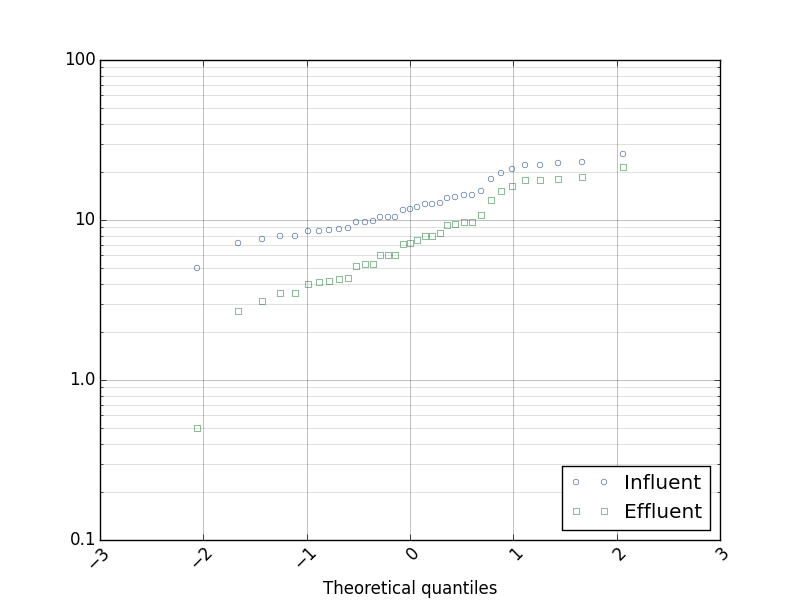 100
10
1.0
0.1
−3 −2 −1 0 1 2 3
Theoretical quantiles
Influent
Effluent